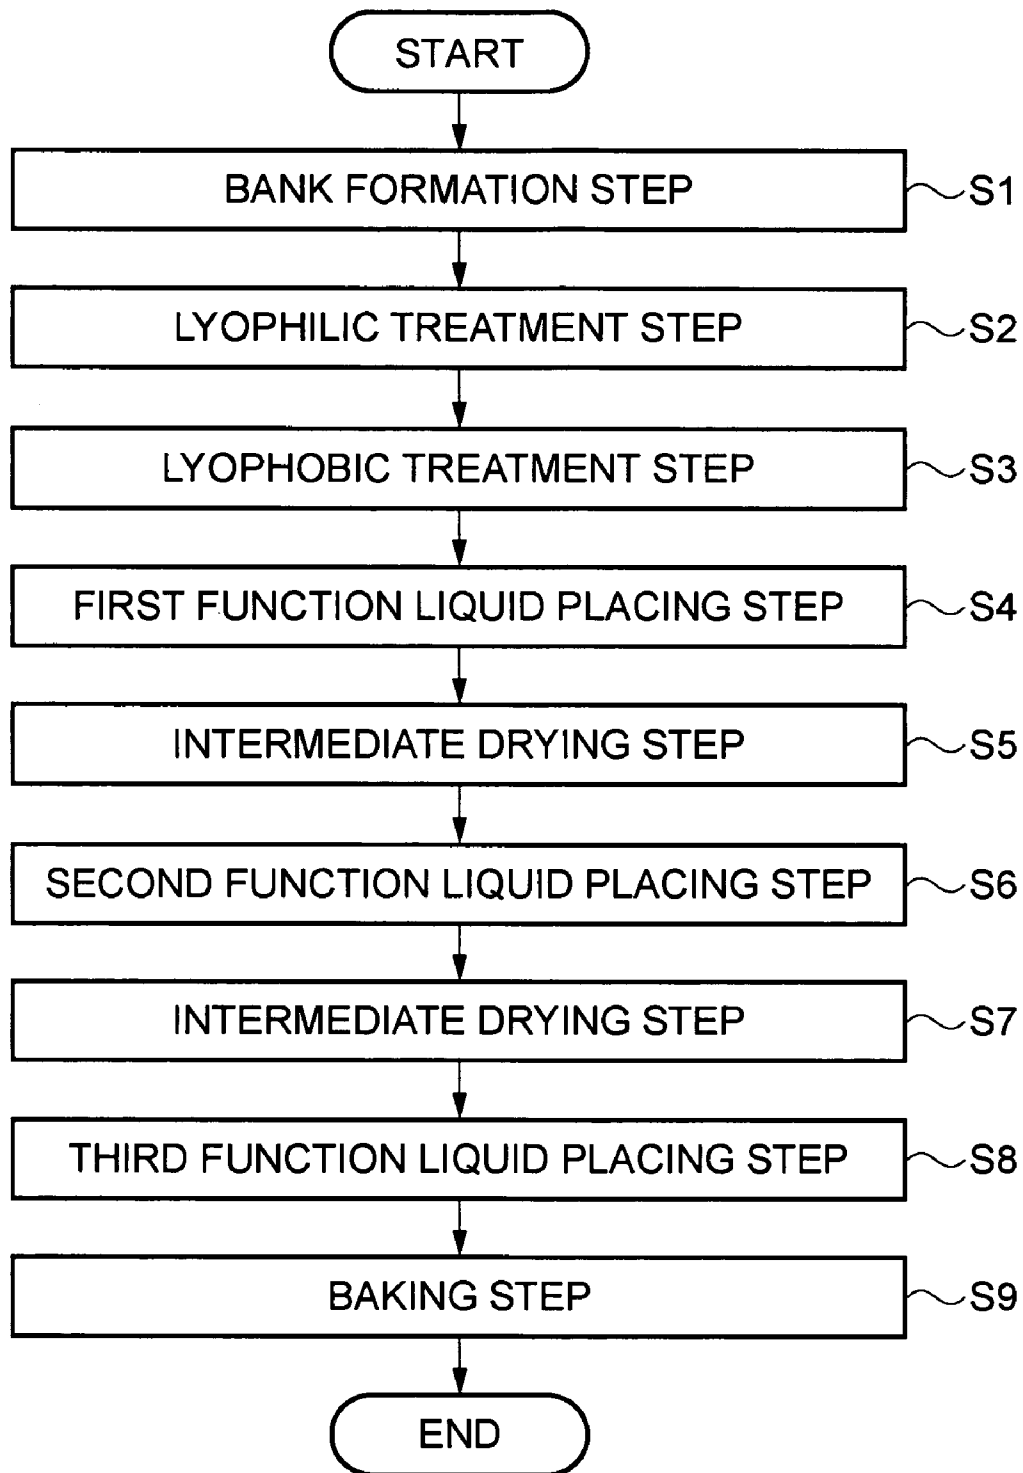 START
BANK FORMATION STEP
S1
LYOPHILIC TREATMENT STEP
S2
LYOPHOBIC TREATMENT STEP
S3
FIRST FUNCTION LIQUID PLACING STEP
S4
INTERMEDIATE DRYING STEP
S5
SECOND FUNCTION LIQUID PLACING STEP
S6
INTERMEDIATE DRYING STEP
S7
THIRD FUNCTION LIQUID PLACING STEP
S8
BAKING STEP
S9
END